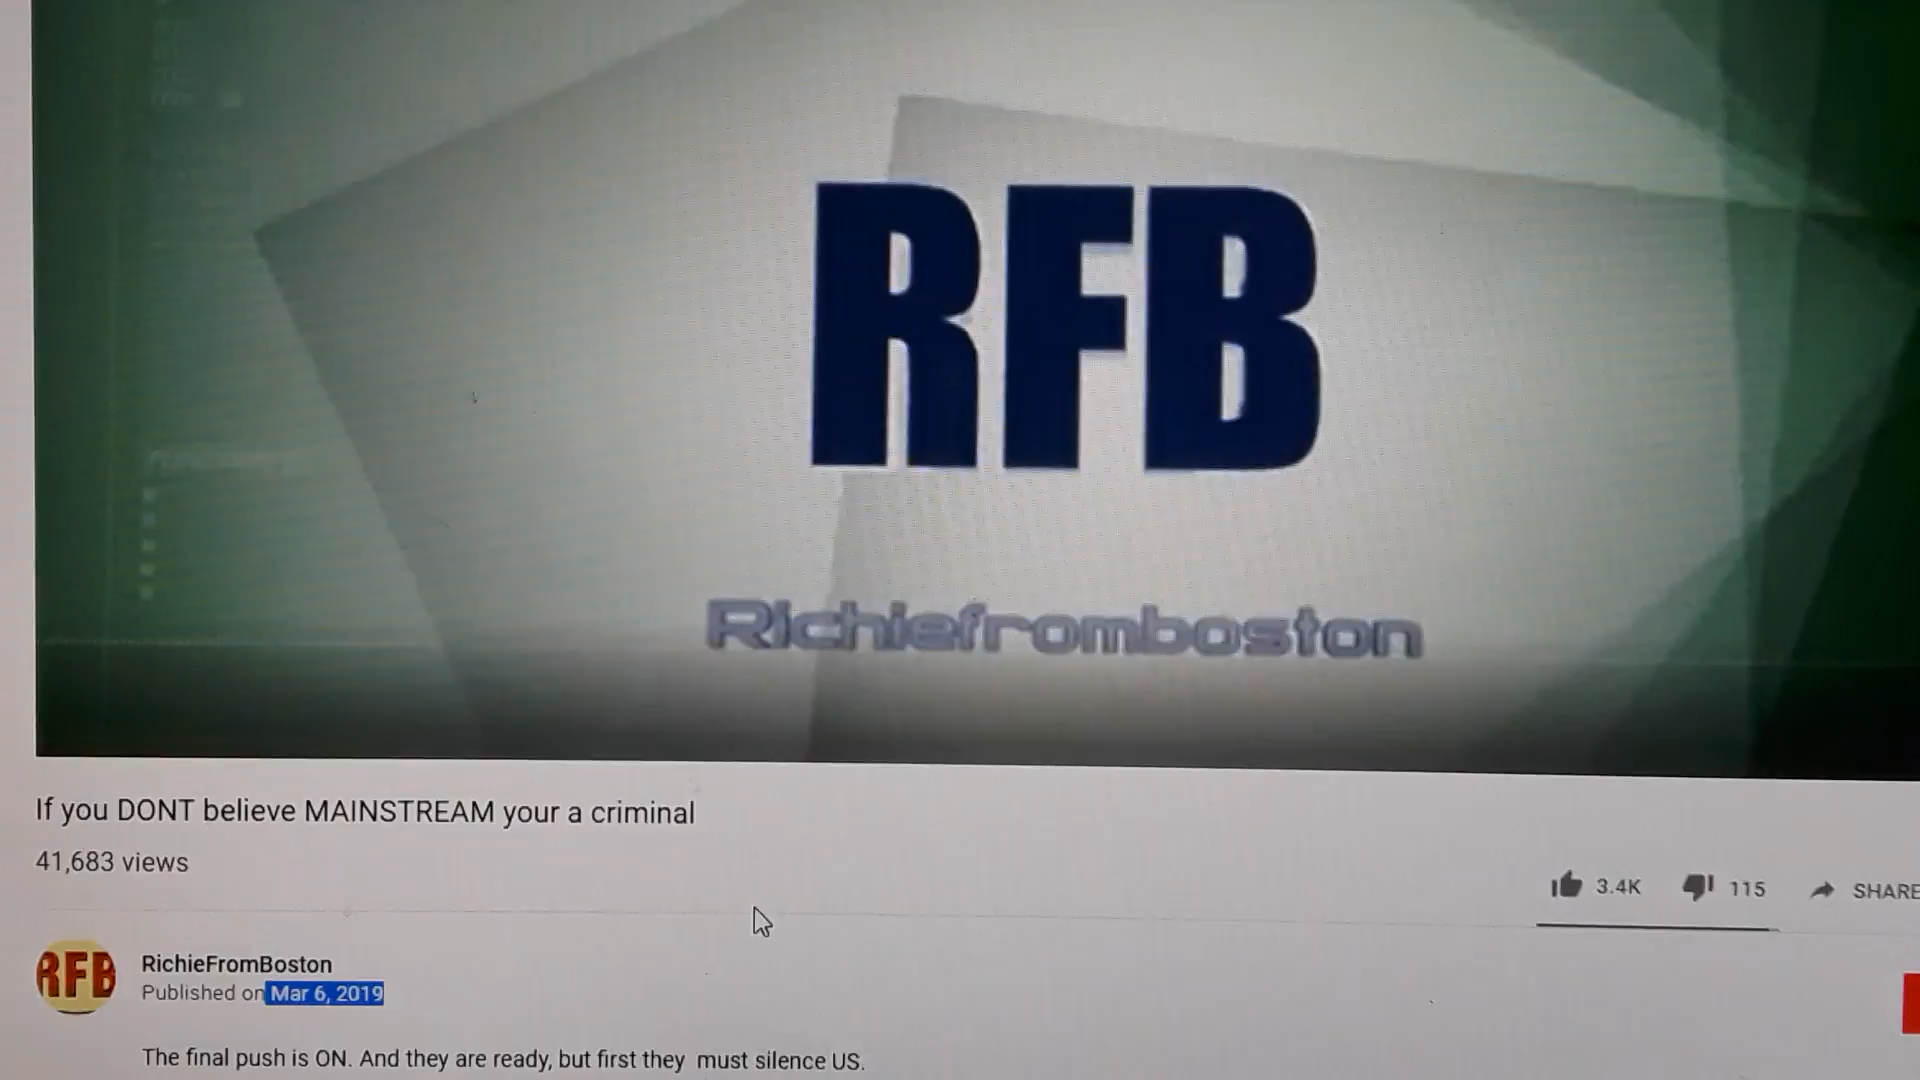 RFB
Richiefromboston
If you DONT believe MAINSTREAM your a criminal
41,683 views
3.4K 115 SHARE
RFB
RichieFromBoston
Published on Mar 6, 2019
The final push is ON. And they are ready, but first they must silence US.